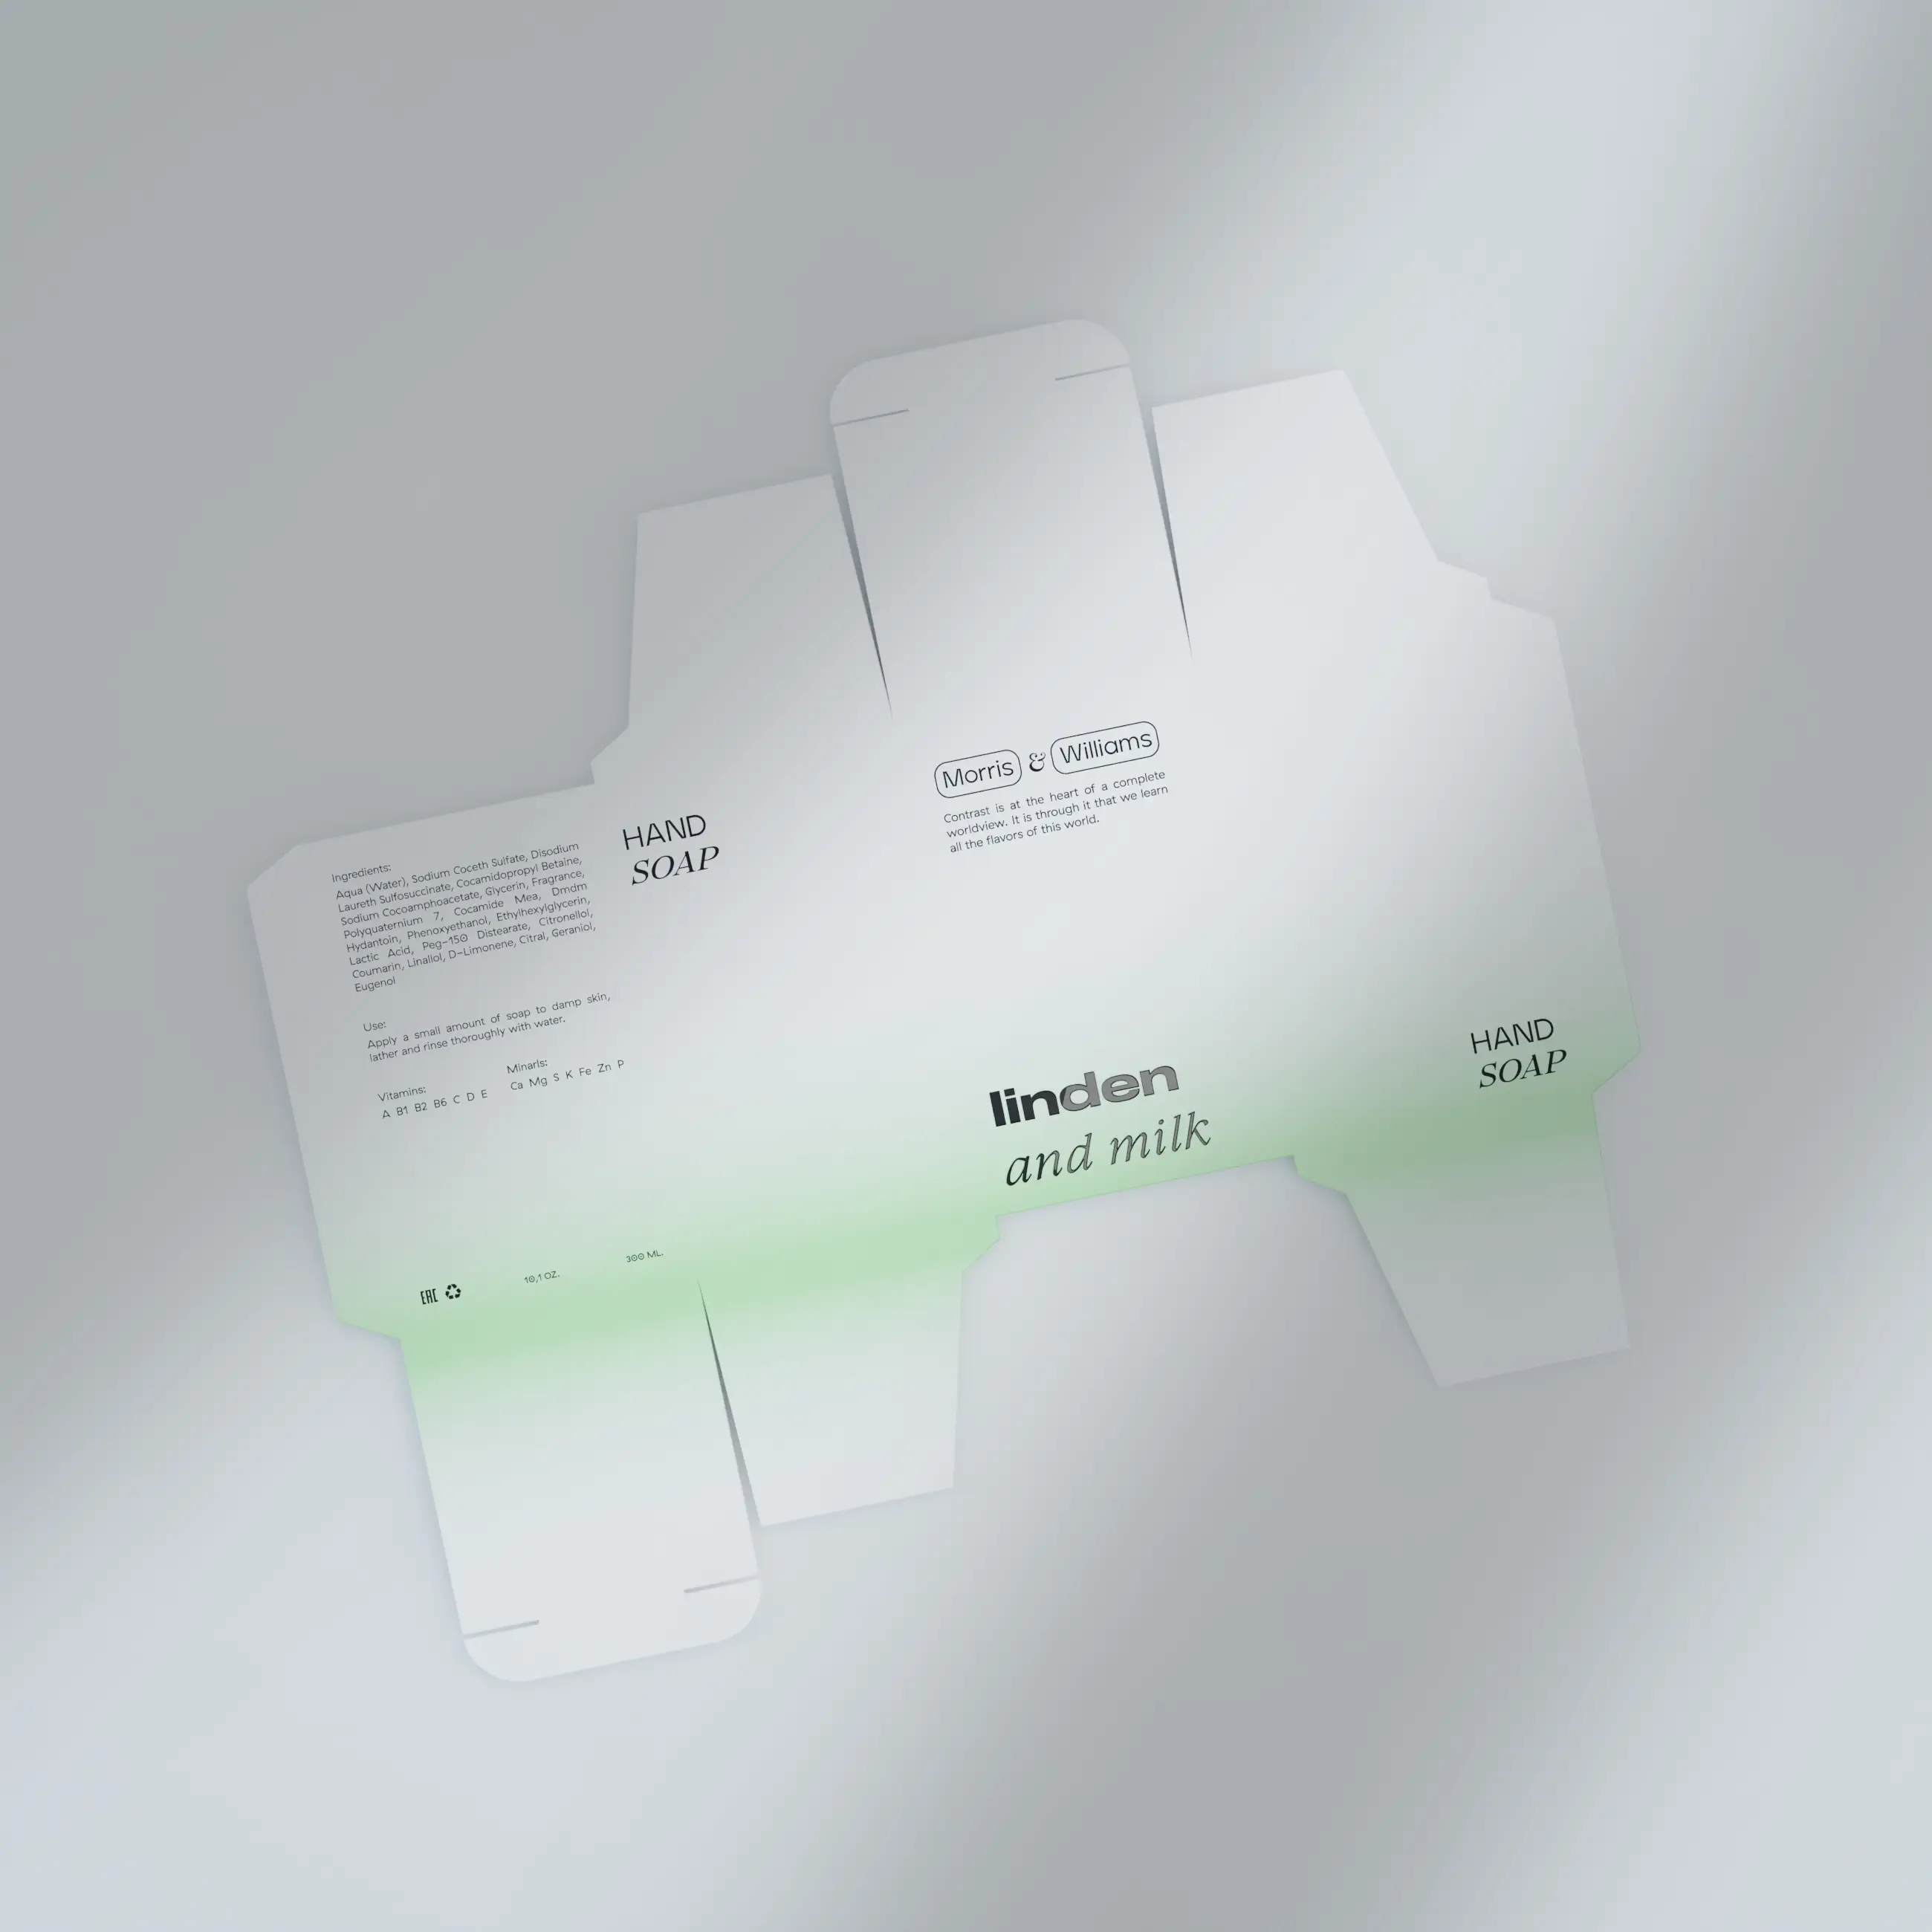 Ingredients:
Aqua (Water), Sodium Coceth Sulfate, Disodium
Laureth Sulfosuccinate, Cocamidopropyl Betaine,
Sodium Cocoamphoacetate, Glycerin, Fragrance,
Polyquaternium 7, Cocamide Mea, Dmdm
Hydantoin, Phenoxyethanol, Ethylhexylglycerin,
Lactic Acid, Peg-150 Distearate, Citronellol,
Coumarin, Linallol, D-Limonene, Citral, Geraniol,
Eugenol
Use:
Apply a small amount of soap to damp skin,
lather and rinse thoroughly with water.
Vitamins:
A B1 B2 B6 C D E
Minarls:
Ca Mg S K Fe Zn P
EAC
10,1 OZ.
300 ML.
HAND
SOAP
Morris & Williams
Contrast is at the heart of a complete
worldview. It is through it that we learn
all the flavors of this world.
linden
and milk
HAND
SOAP